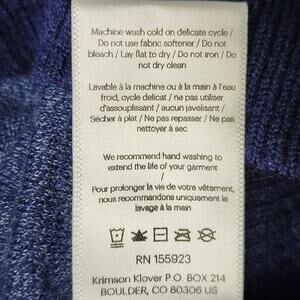 Machine wash cold on delicate cycle /
Do not use fabric softener / Do not
bleach / Lay flat to dry / Do not iron / Do
not dry clean
Lavable à la machine ou à la main à l'eau
froid, cycle delicat / ne pas utiliser
d'assouplissant / aucun javelisant /
Sécher à plat / Ne pas repasser / Ne pas
nettoyer à sec
We recommend hand washing to
extend the life of your garment
/
Pour prolonger la vie de votre vêtement,
nous recommandons uniquement le
lavage à la main
RN 155923
Krimson Klover P.O. BOX 214
BOULDER, CO 80306 US